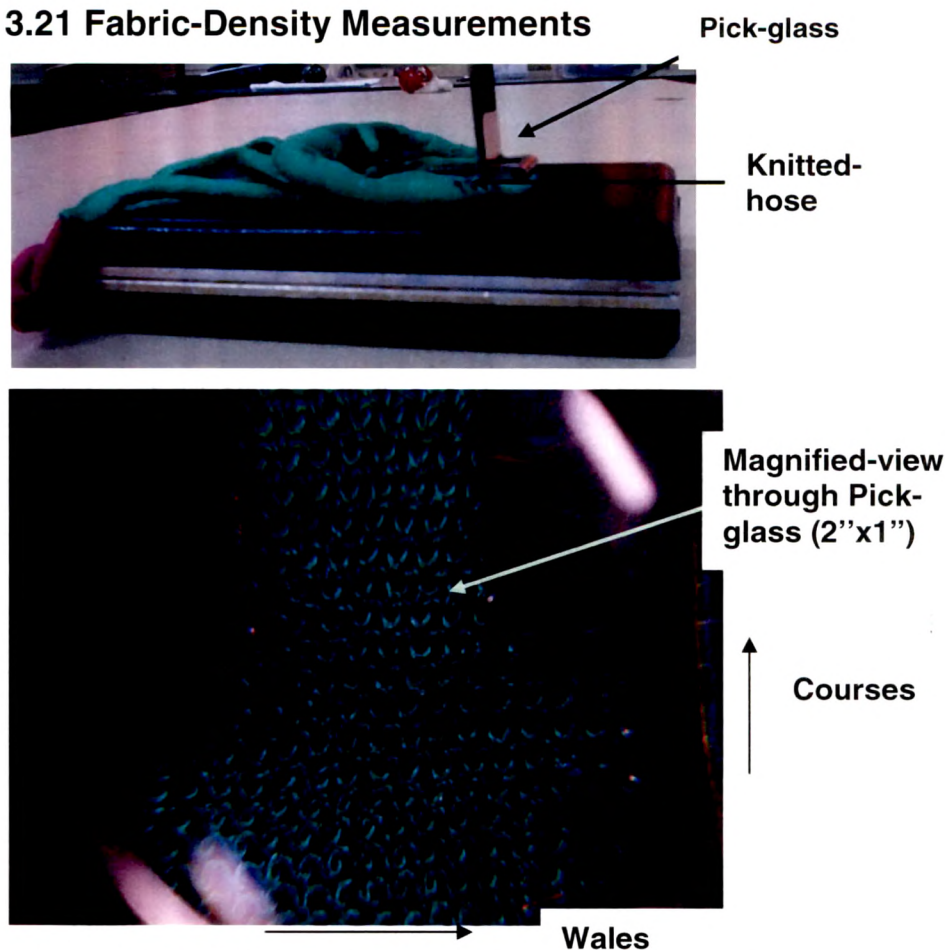 3.21 Fabric-Density Measurements
Pick-glass
Knitted-
hose
Magnified-view
through Pick-
glass (2’’x1”)
Courses
Wales